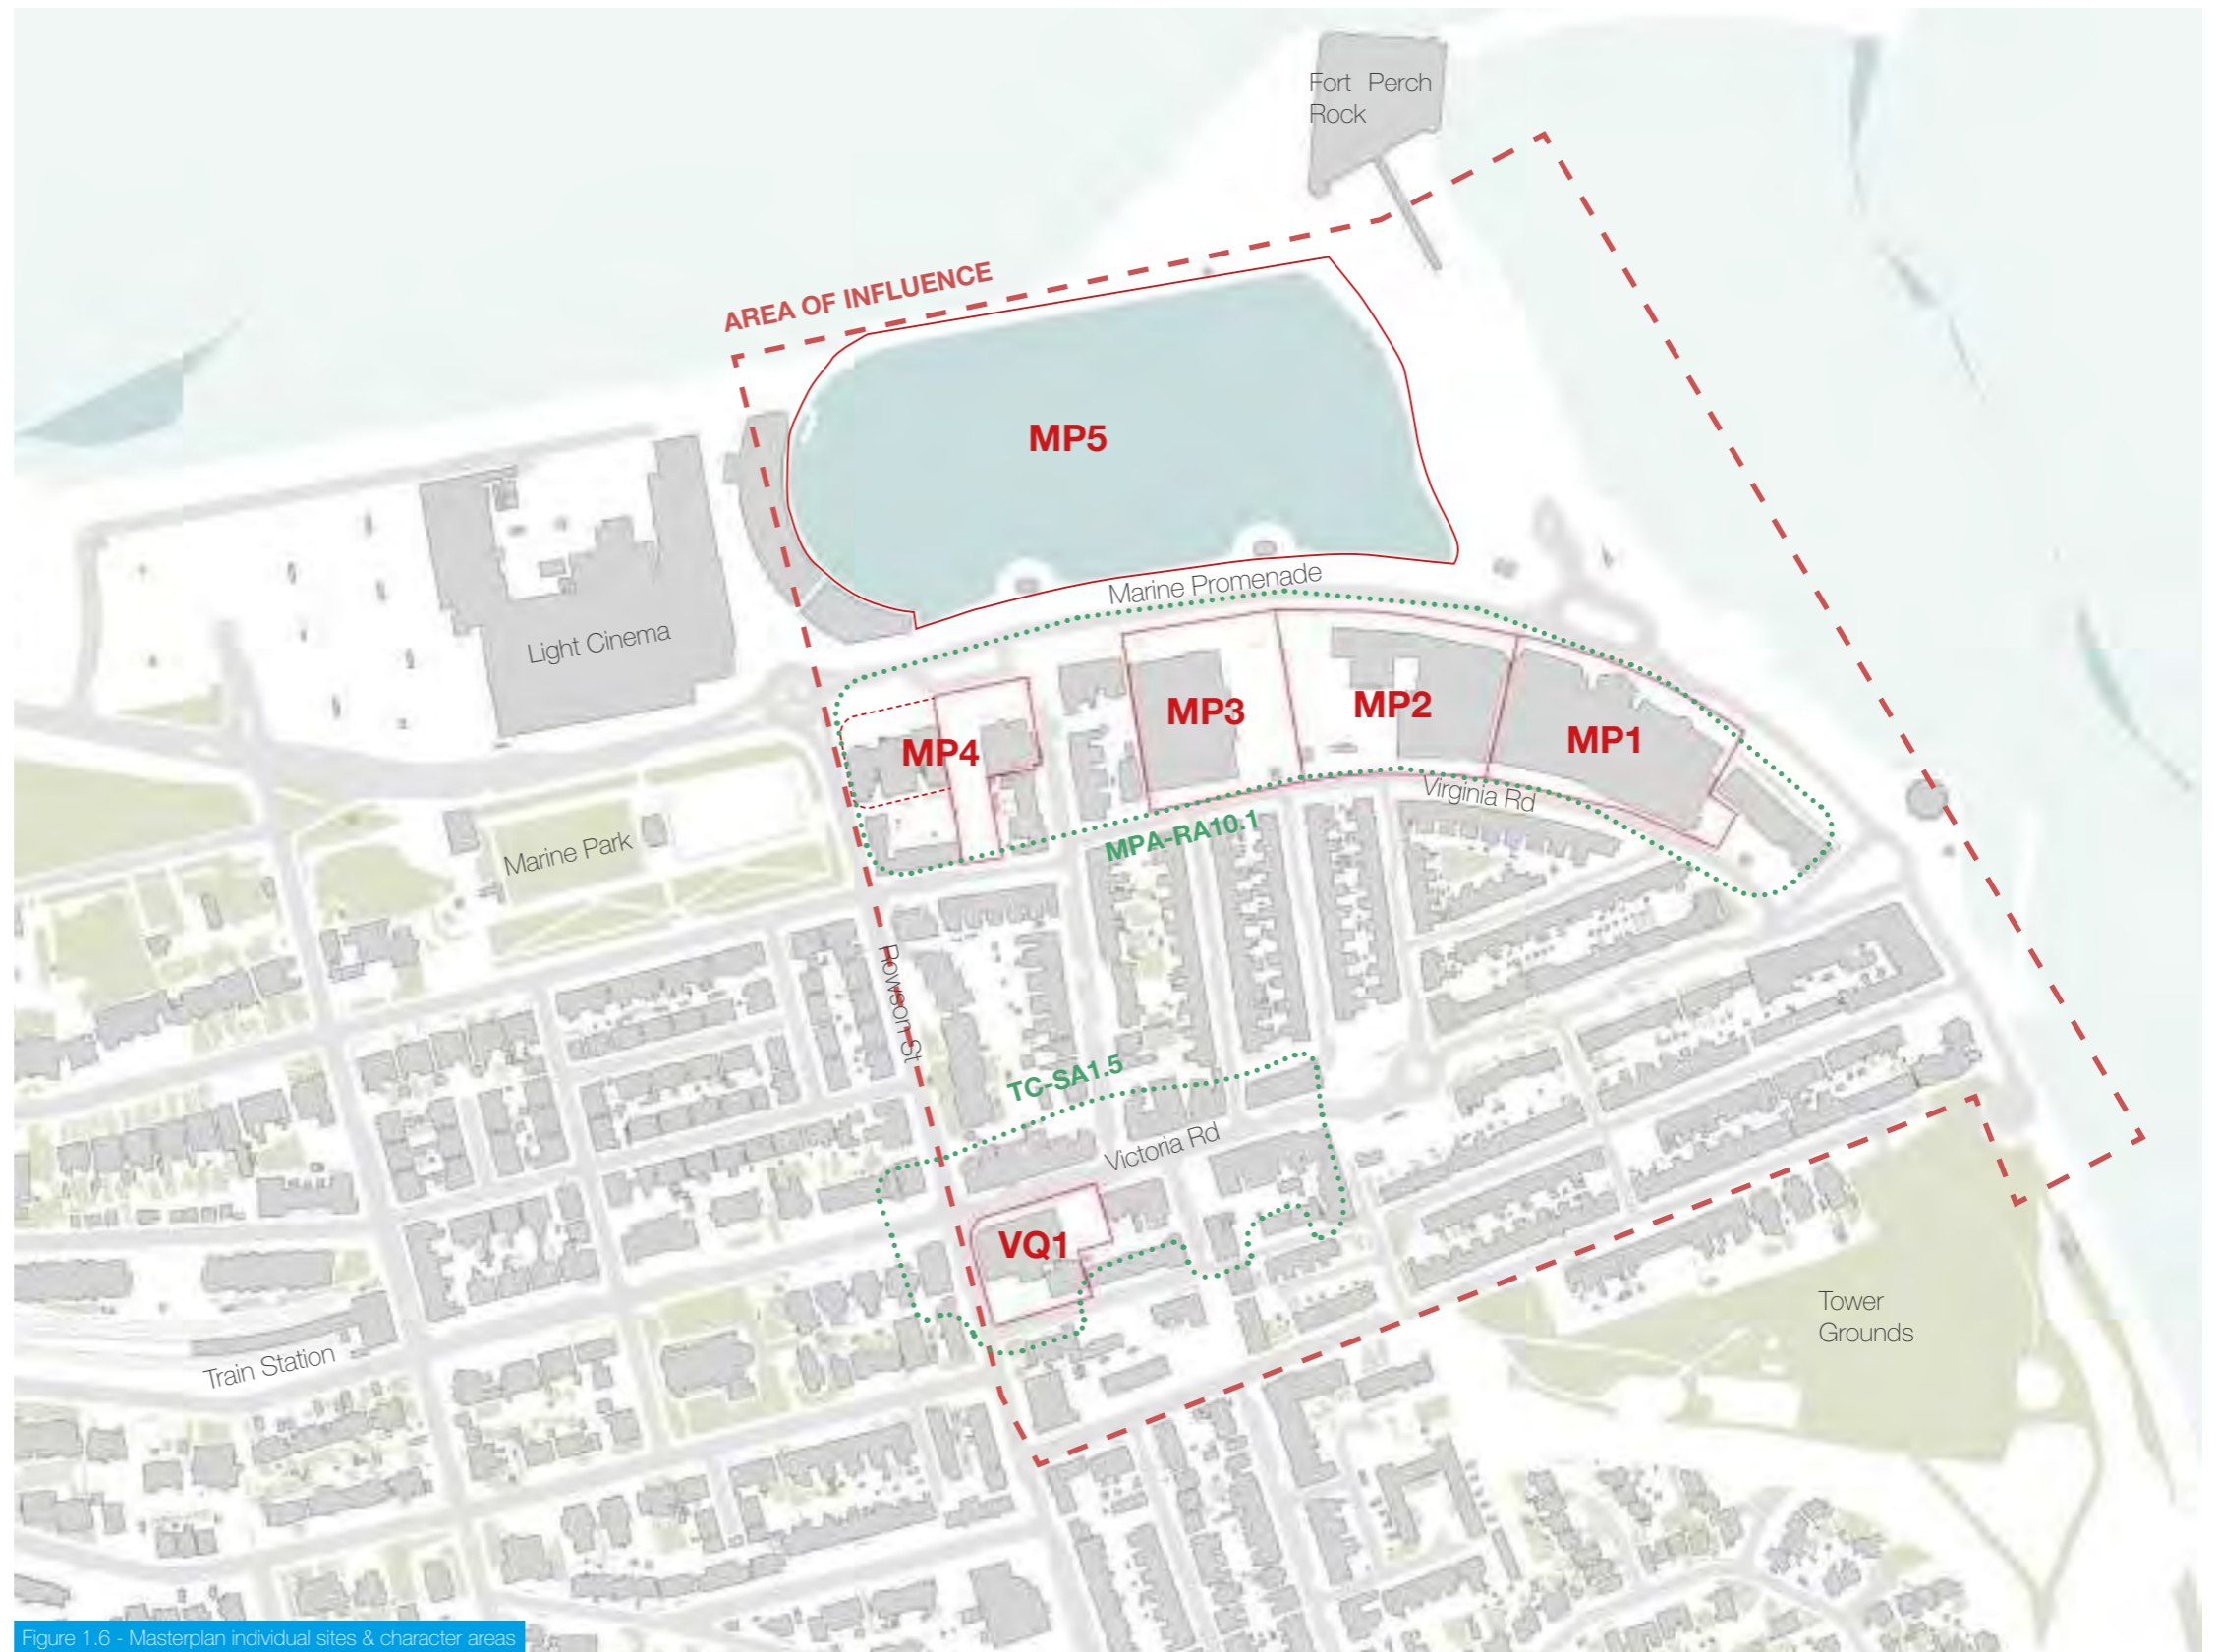 Fort Perch
Rock
AREA OF INFLUENCE
MP5
Marine Promenade
Light Cinema
MP3
MP2
MP1
MP4
Virginia Rd
MPA-RA10.1
Marine Park
Rowson St
TC-SA1.5
Victoria Rd
VQ1
Tower
Grounds
Train Station
Figure 1.6 - Masterplan individual sites & character areas